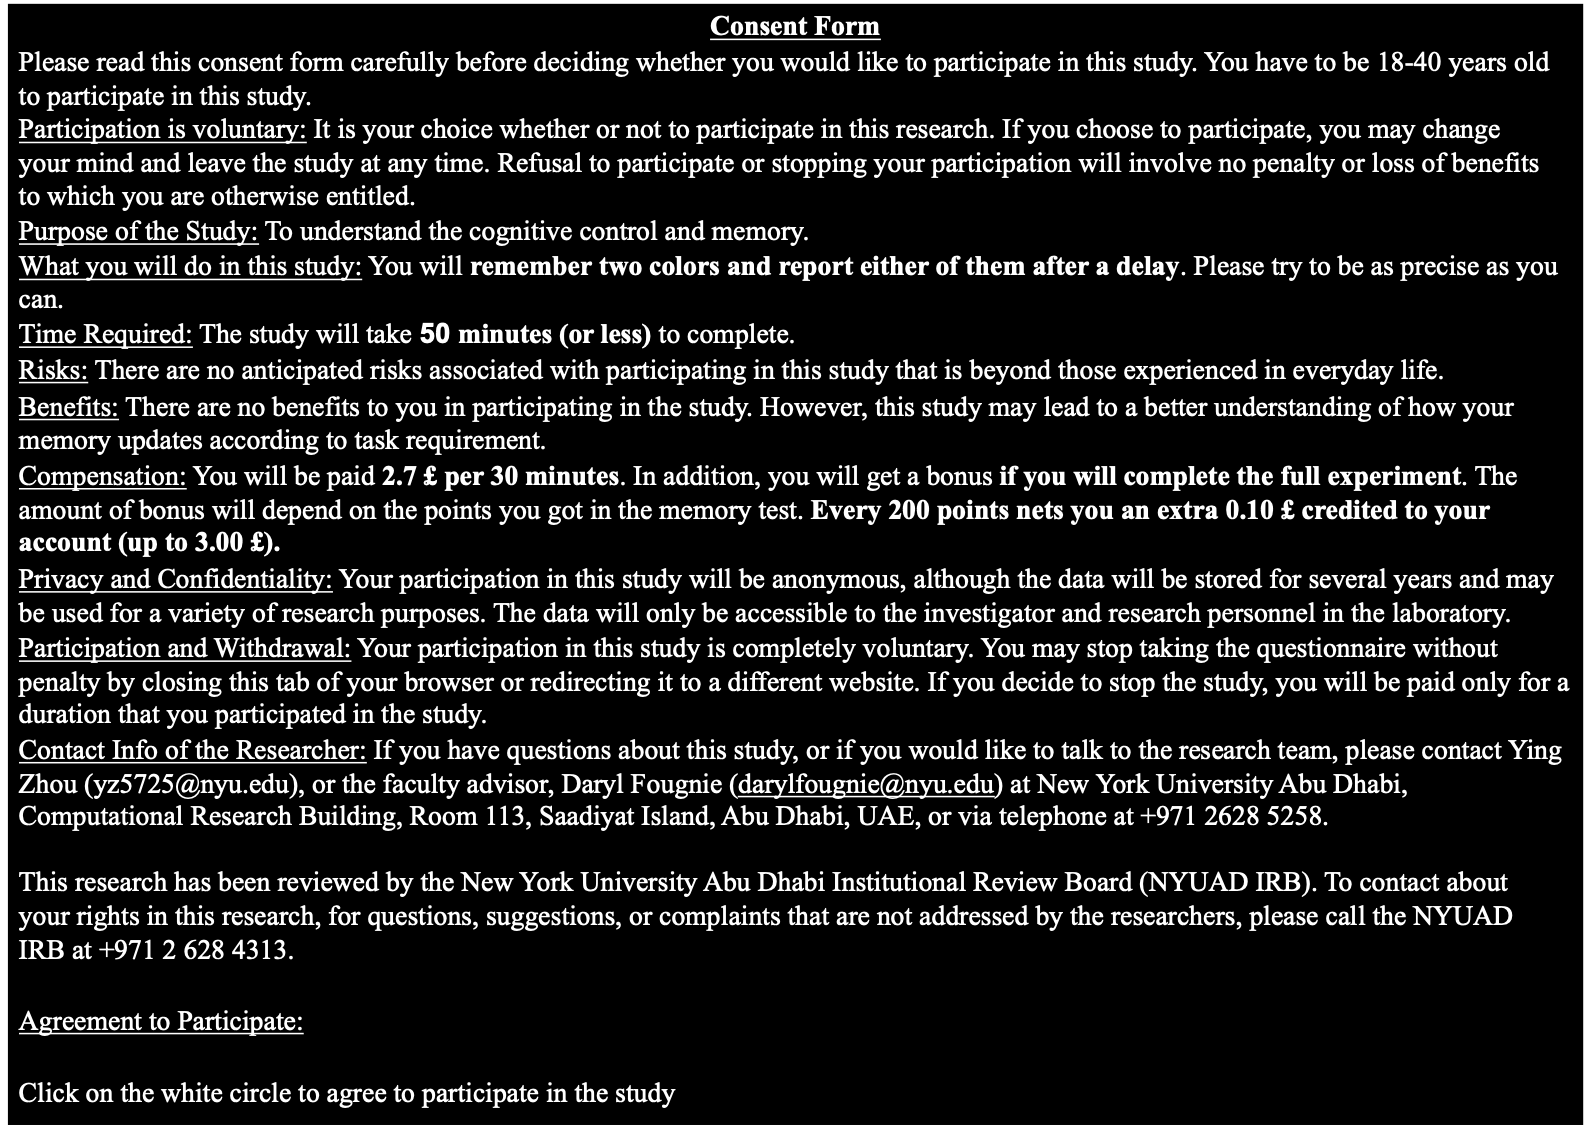 Consent Form
Please read this consent form carefully before deciding whether you would like to participate in this study. You have to be 18-40 years old
to participate in this study.
Participation is voluntary: It is your choice whether or not to participate in this research. If you choose to participate, you may change
your mind and leave the study at any time. Refusal to participate or stopping your participation will involve no penalty or loss of benefits
to which you are otherwise entitled.
Purpose of the Study: To understand the cognitive control and memory.
What you will do in this study: You will remember two colors and report either of them after a delay. Please try to be as precise as you
can.
Time Required: The study will take 50 minutes (or less) to complete.
Risks: There are no anticipated risks associated with participating in this study that is beyond those experienced in everyday life.
Benefits: There are no benefits to you in participating in the study. However, this study may lead to a better understanding of how your
memory updates according to task requirement.
Compensation: You will be paid 2.7 £ per 30 minutes. In addition, you will get a bonus if you will complete the full experiment. The
amount of bonus will depend on the points you got in the memory test. Every 200 points nets you an extra 0.10 £ credited to your
account (up to 3.00 £).
Privacy and Confidentiality: Your participation in this study will be anonymous, although the data will be stored for several years and may
be used for a variety of research purposes. The data will only be accessible to the investigator and research personnel in the laboratory.
Participation and Withdrawal: Your participation in this study is completely voluntary. You may stop taking the questionnaire without
penalty by closing this tab of your browser or redirecting it to a different website. If you decide to stop the study, you will be paid only for a
duration that you participated in the study.
Contact Info of the Researcher: If you have questions about this study, or if you would like to talk to the research team, please contact Ying
Zhou (yz5725@nyu.edu), or the faculty advisor, Daryl Fougnie (darylfougnie@nyu.edu) at New York University Abu Dhabi,
Computational Research Building, Room 113, Saadiyat Island, Abu Dhabi, UAE, or via telephone at +971 2628 5258.
This research has been reviewed by the New York University Abu Dhabi Institutional Review Board (NYUAD IRB). To contact about
your rights in this research, for questions, suggestions, or complaints that are not addressed by the researchers, please call the NYUAD
IRB at +971 2 628 4313.
Agreement to Participate:
Click on the white circle to agree to participate in the study